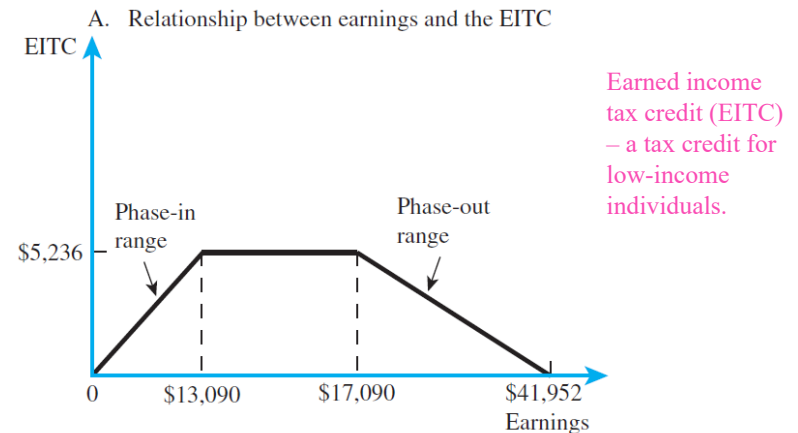 A. Relationship between earnings and the EITC
EITC
Earned income
tax credit (EITC)
– a tax credit for
low-income
individuals.
Phase-in
range
Phase-out
range
$5,236
0
$13,090
$17,090
$41,952
Earnings